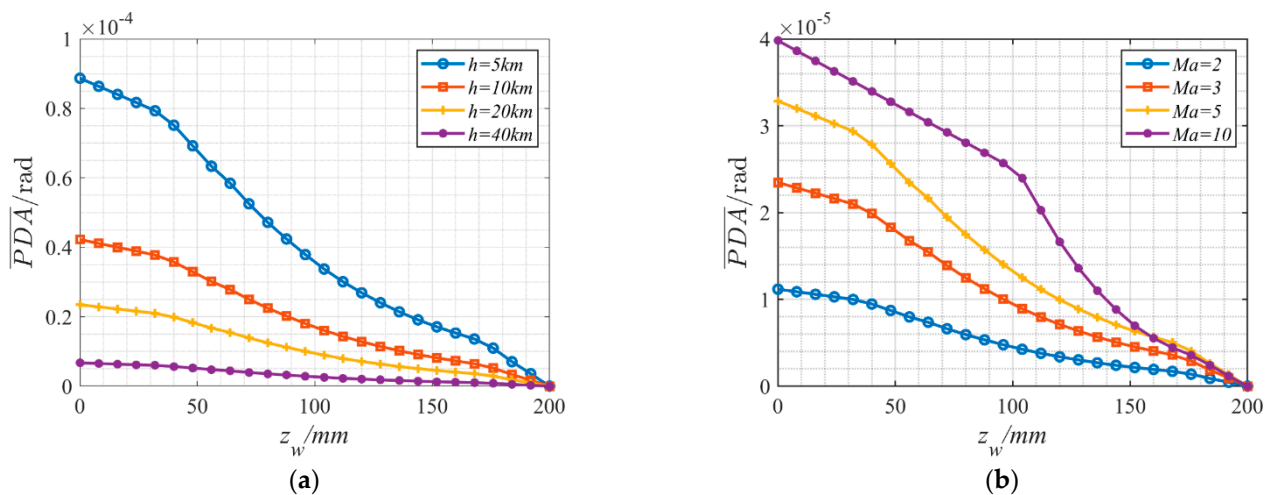 ×10⁻⁴
1
0.8
0.6
0.4
0.2
0
0
50
100
150
200
P̅D̅A̅/rad
z_w/mm
h=5km
h=10km
h=20km
h=40km
(a)
×10⁻⁵
4
3
2
1
0
0
50
100
150
200
P̅D̅A̅/rad
z_w/mm
Ma=2
Ma=3
Ma=5
Ma=10
(b)